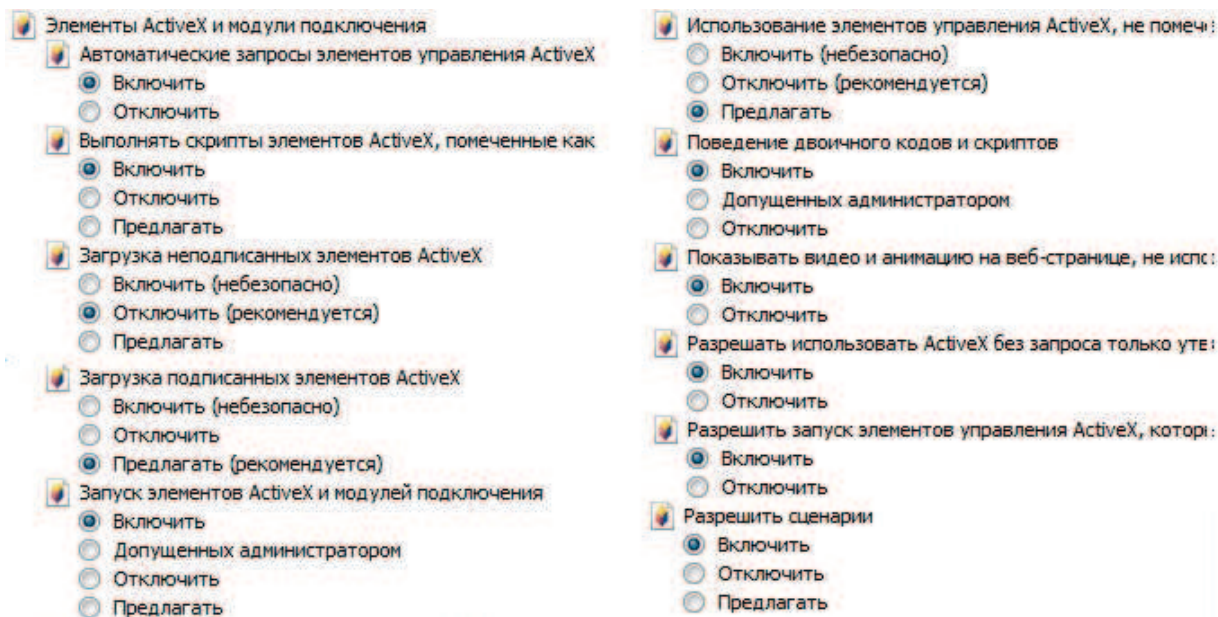 Элементы ActiveX и модули подключения
Автоматические запросы элементов управления ActiveX
Включить
Отключить
Выполнять скрипты элементов ActiveX, помеченные как
Включить
Отключить
Предлагать
Загрузка неподписанных элементов ActiveX
Включить (небезопасно)
Отключить (рекомендуется)
Предлагать
Загрузка подписанных элементов ActiveX
Включить (небезопасно)
Отключить
Предлагать (рекомендуется)
Запуск элементов ActiveX и модулей подключения
Включить
Допущенных администратором
Отключить
Предлагать
Использование элементов управления ActiveX, не помеч
Включить (небезопасно)
Отключить (рекомендуется)
Предлагать
Поведение двоичного кодов и скриптов
Включить
Допущенных администратором
Отключить
Показывать видео и анимацию на веб-странице, не испо
Включить
Отключить
Разрешать использовать ActiveX без запроса только утв
Включить
Отключить
Разрешить запуск элементов управления ActiveX, котор
Включить
Отключить
Разрешить сценарии
Включить
Отключить
Предлагать